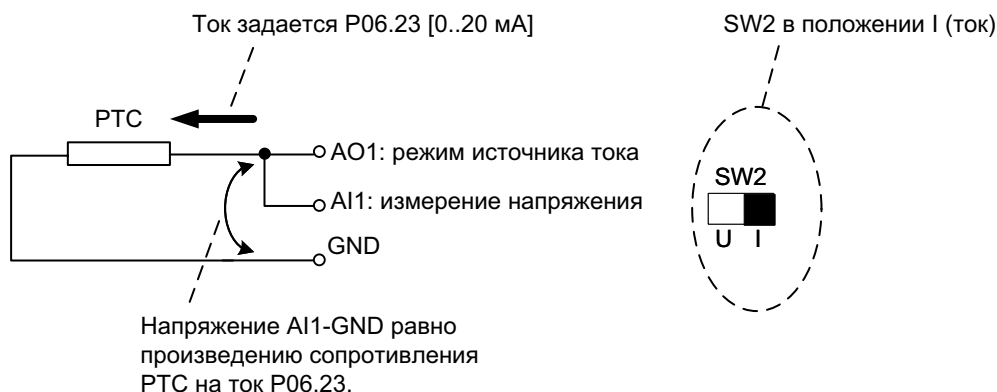 Ток задается P06.23 [0..20 мА]
SW2 в положении I (ток)
PTC
AO1: режим источника тока
AI1: измерение напряжения
GND
SW2
U I
Напряжение AI1-GND равно
произведению сопротивления
PTC на ток P06.23.